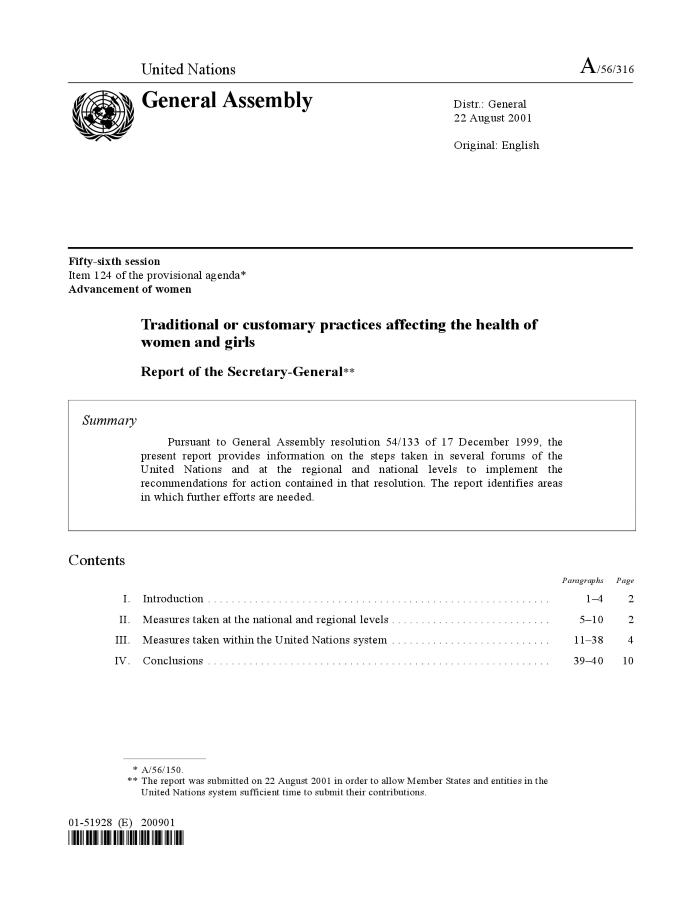 United Nations
A/56/316
General Assembly
Distr.: General
22 August 2001
Original: English
Fifty-sixth session
Item 124 of the provisional agenda*
Advancement of women
Traditional or customary practices affecting the health of
women and girls
Report of the Secretary-General**
Summary
Pursuant to General Assembly resolution 54/133 of 17 December 1999, the
present report provides information on the steps taken in several forums of the
United Nations and at the regional and national levels to implement the
recommendations for action contained in that resolution. The report identifies areas
in which further efforts are needed.
Contents
Paragraphs Page
I. Introduction . . . . . . . . . . . . . . . . . . . . . . . . . . . . . . 1–4 2
II. Measures taken at the national and regional levels . . . . . . . . . . . . . . . 5–10 2
III. Measures taken within the United Nations system . . . . . . . . . . . . . . . 11–38 4
IV. Conclusions . . . . . . . . . . . . . . . . . . . . . . . . . . . . . . 39–40 10
* A/56/150.
** The report was submitted on 22 August 2001 in order to allow Member States and entities in the
United Nations system sufficient time to submit their contributions.
01-51928 (E) 200901